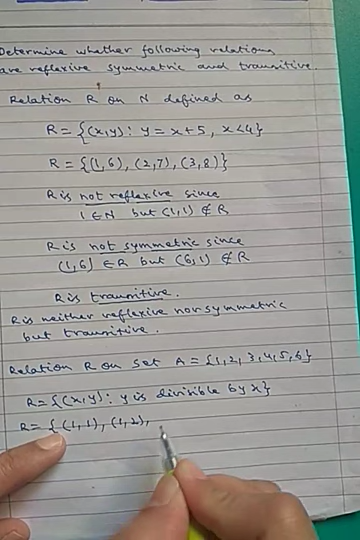 Determine whether following relations
are reflexive symmetric and transitive.
Relation R on N defined as
R = {(x,y): y = x+5, x<4}
R = {(1,6), (2,7), (3,8)}
R is not reflexive since
1 ∈ N but (1,1) ∉ R
R is not symmetric since
(1,6) ∈ R but (6,1) ∉ R
R is transitive.
R is neither reflexive nor symmetric
but transitive.
Relation R on set A = {1,2,3,4,5,6}
R = {(x,y): y is divisible by x}
R = {(1,1), (1,2),